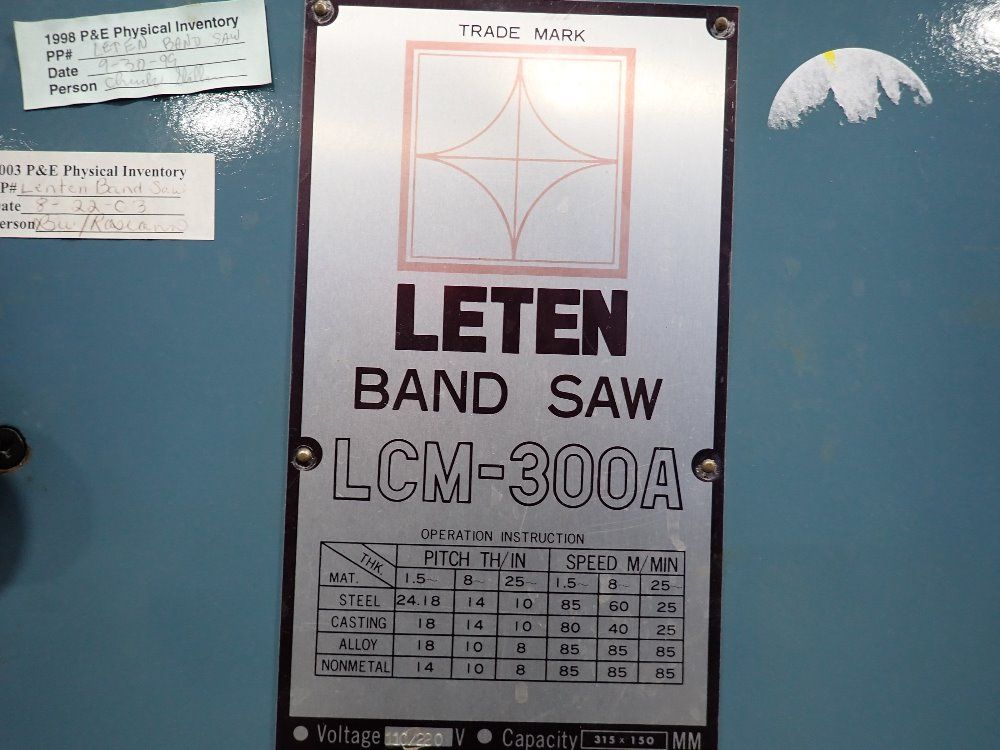 1998 P&E Physical Inventory
PP# LETEN BAND SAW
Date 9-30-99
Person
003 P&E Physical Inventory
P# Lenten Band Saw
ate 8-22-03
erson
TRADE MARK
LETEN
BAND SAW
LCM-300A
OPERATION INSTRUCTION
THK. PITCH TH/IN SPEED M/MIN
MAT. 1.5~ 8~ 25~ 1.5~ 8~ 25~
STEEL 24.18 14 10 85 60 25
CASTING 18 14 10 80 40 25
ALLOY 18 10 8 85 85 85
NONMETAL 14 10 8 85 85 85
Voltage 110/220 V Capacity 315 x 150 MM